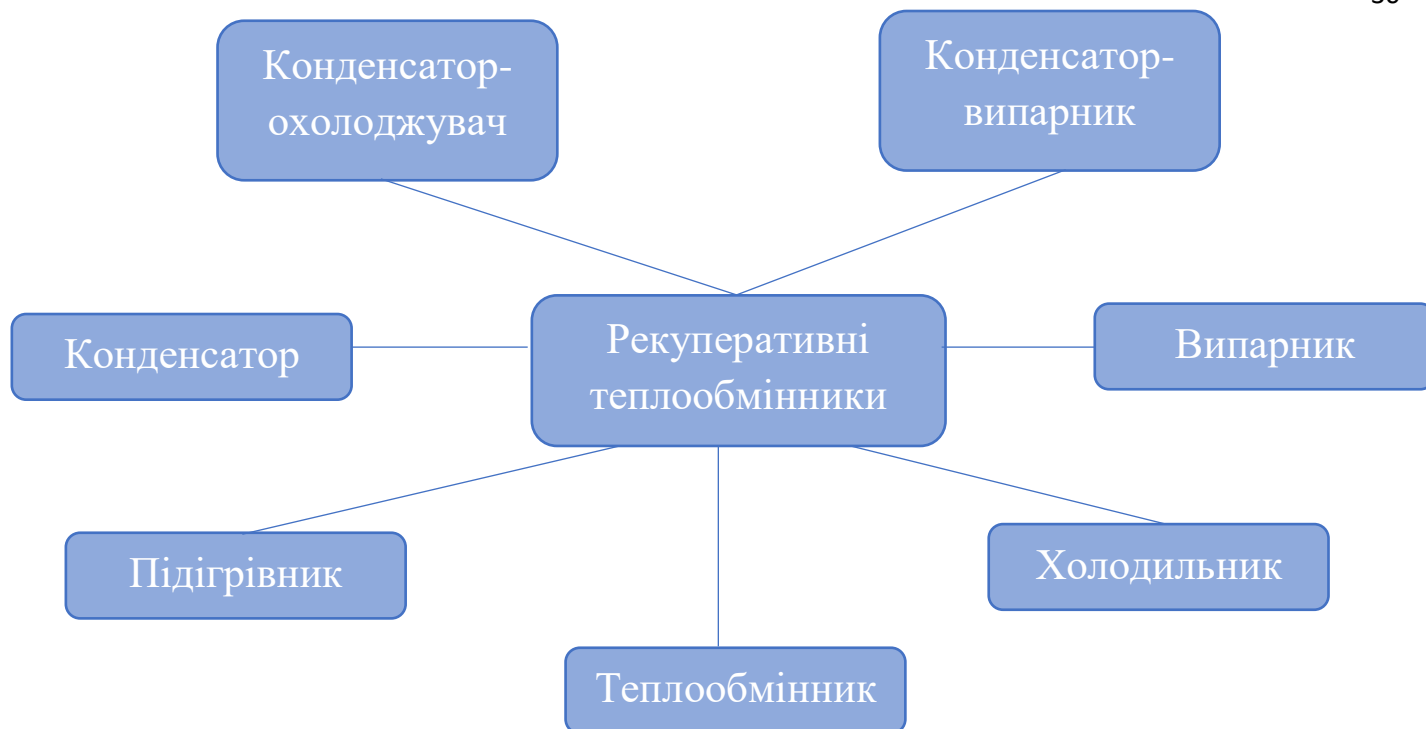 Конденсатор-
охолоджувач
Конденсатор-
випарник
Конденсатор
Рекуперативні
теплообмінники
Випарник
Підігрівник
Холодильник
Теплообмінник